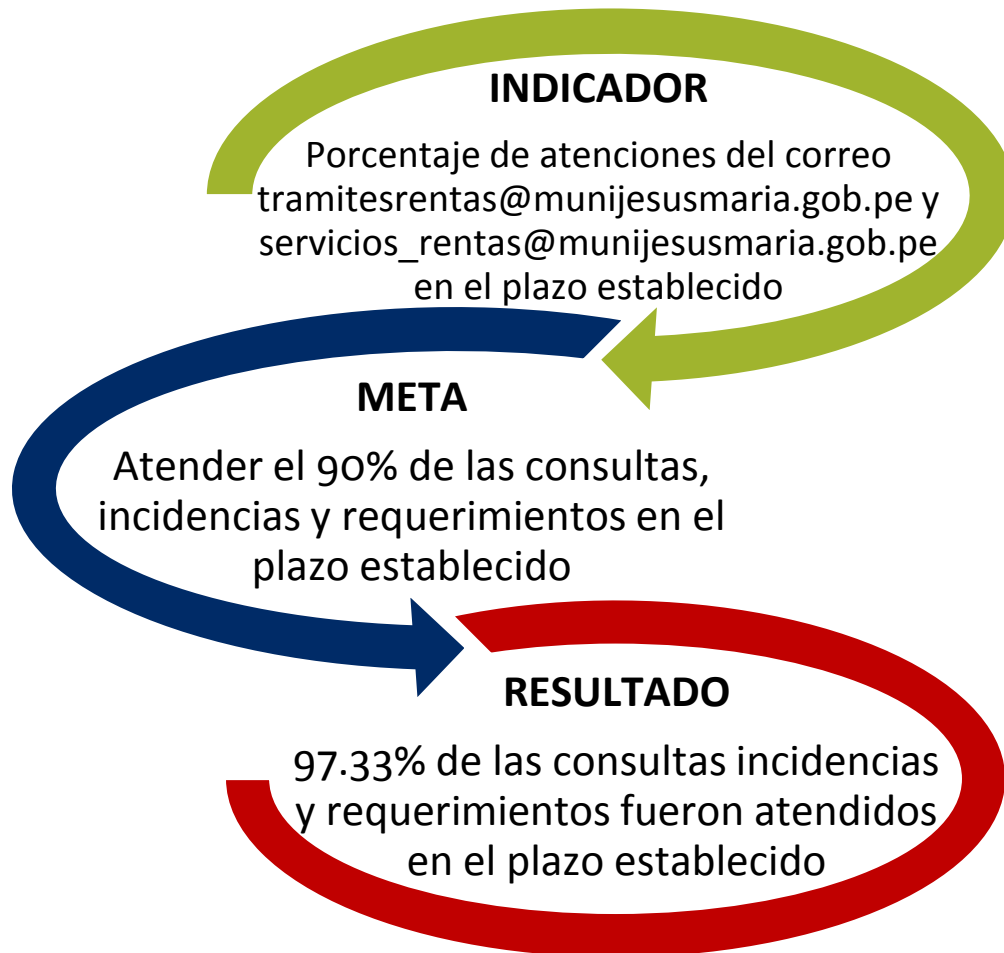 INDICADOR
Porcentaje de atenciones del correo
tramitesrentas@munijesusmaria.gob.pe y
servicios_rentas@munijesusmaria.gob.pe
en el plazo establecido
META
Atender el 90% de las consultas,
incidencias y requerimientos en el
plazo establecido
RESULTADO
97.33% de las consultas incidencias
y requerimientos fueron atendidos
en el plazo establecido